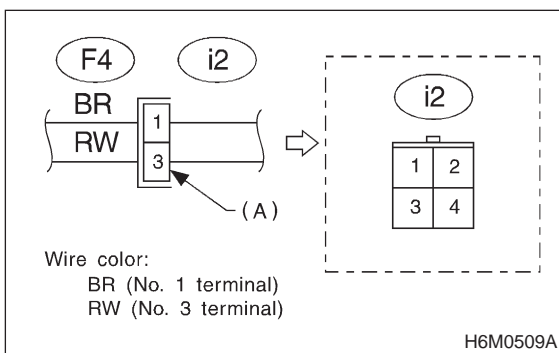 F4 i2
BR
RW
1
3
(A)
i2
1 2
3 4
Wire color:
BR (No. 1 terminal)
RW (No. 3 terminal)
H6M0509A